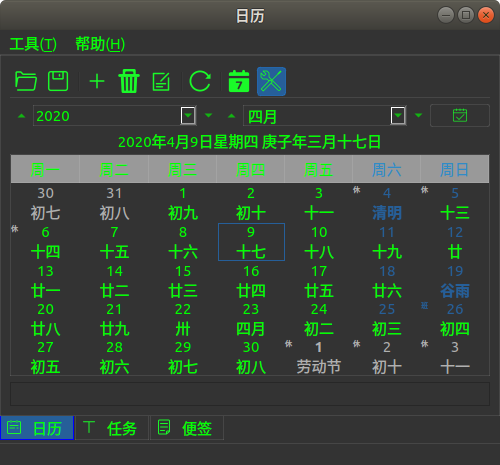 日历
工具(T) 帮助(H)
7
2020 四月
2020年4月9日星期四 庚子年三月十七日
周一 周二 周三 周四 周五 周六 周日
30 31 1 2 3 休 4 休 5
初七 初八 初九 初十 十一 清明 十三
休 6 7 8 9 10 11 12
十四 十五 十六 十七 十八 十九 廿
13 14 15 16 17 18 19
廿一 廿二 廿三 廿四 廿五 廿六 谷雨
20 21 22 23 24 25 26
廿八 廿九 卅 四月 初二 初三 初四
27 28 29 30 休 1 休 2 休 3
初五 初六 初七 初八 劳动节 初十 十一
日历 任务 便签